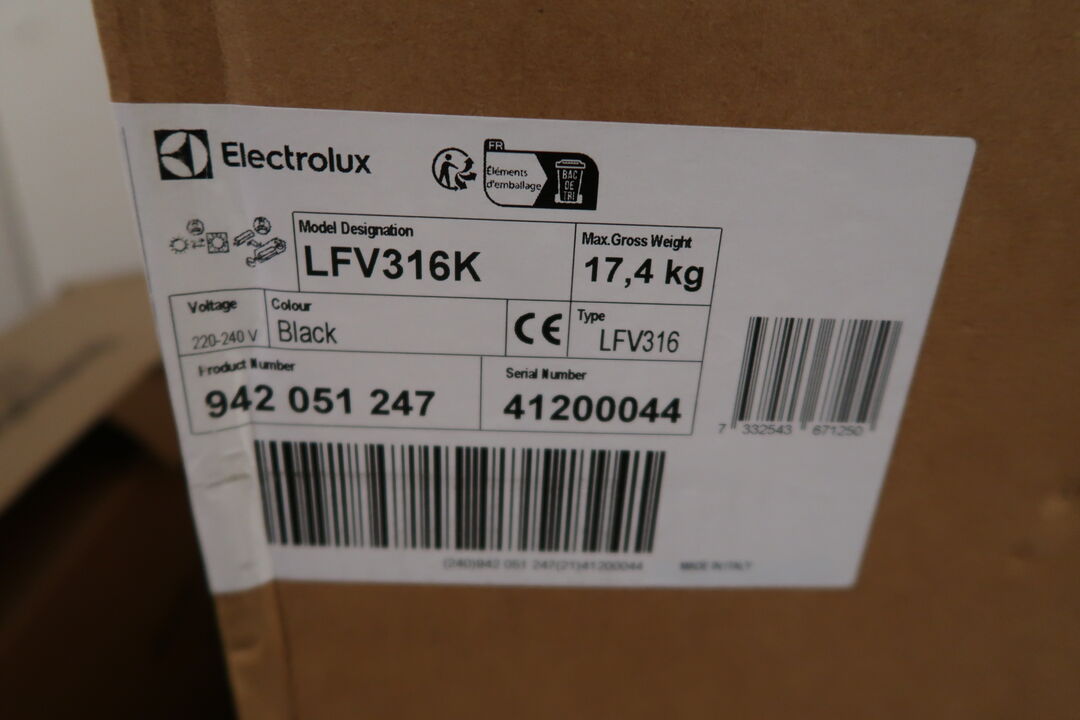 Electrolux
FR
Éléments
d'emballage
BAC
DE
TRI
Model Designation
LFV316K
Max.Gross Weight
17,4 kg
Voltage
220-240 V
Colour
Black
CE
Type
LFV316
Product Number
942 051 247
Serial Number
41200044
7 332543 671250
(240)942 051 247(21)41200044
MADE IN ITALY